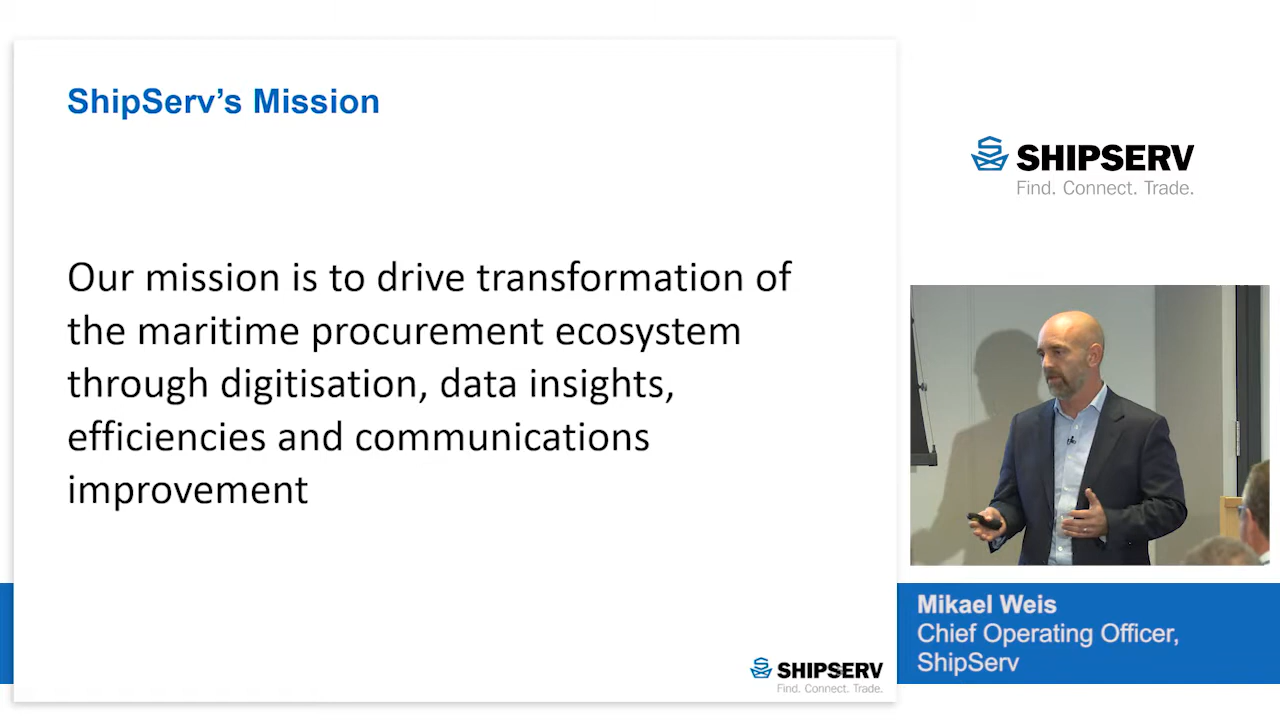 ShipServ's Mission
Our mission is to drive transformation of
the maritime procurement ecosystem
through digitisation, data insights,
efficiencies and communications
improvement
SHIPSERV
Find. Connect. Trade.
SHIPSERV
Find. Connect. Trade.
Mikael Weis
Chief Operating Officer,
ShipServ